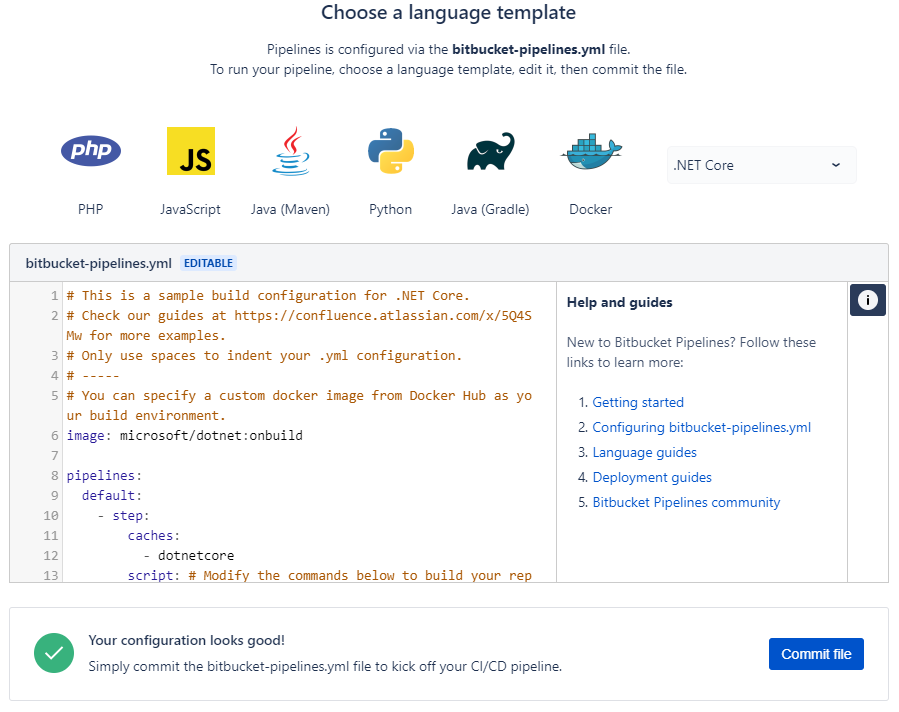 Choose a language template
Pipelines is configured via the bitbucket-pipelines.yml file.
To run your pipeline, choose a language template, edit it, then commit the file.
php
JS
.NET Core
PHP
JavaScript
Java (Maven)
Python
Java (Gradle)
Docker
bitbucket-pipelines.yml EDITABLE
1 # This is a sample build configuration for .NET Core.
2 # Check our guides at https://confluence.atlassian.com/x/5Q4S
Mw for more examples.
3 # Only use spaces to indent your .yml configuration.
4 # -----
5 # You can specify a custom docker image from Docker Hub as yo
ur build environment.
6 image: microsoft/dotnet:onbuild
7
8 pipelines:
9   default:
10     - step:
11         caches:
12           - dotnetcore
13         script: # Modify the commands below to build your rep
Help and guides
New to Bitbucket Pipelines? Follow these
links to learn more:
1. Getting started
2. Configuring bitbucket-pipelines.yml
3. Language guides
4. Deployment guides
5. Bitbucket Pipelines community
i
Your configuration looks good!
Simply commit the bitbucket-pipelines.yml file to kick off your CI/CD pipeline.
Commit file